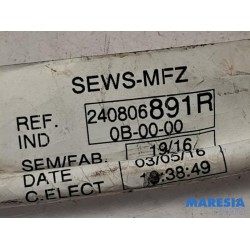 SEWS-MFZ
REF. 240806891R
IND 0B-00-00
SEM/FAB. 19/16
DATE 03/05/16
C.ELECT 19:38:49
MARESIA